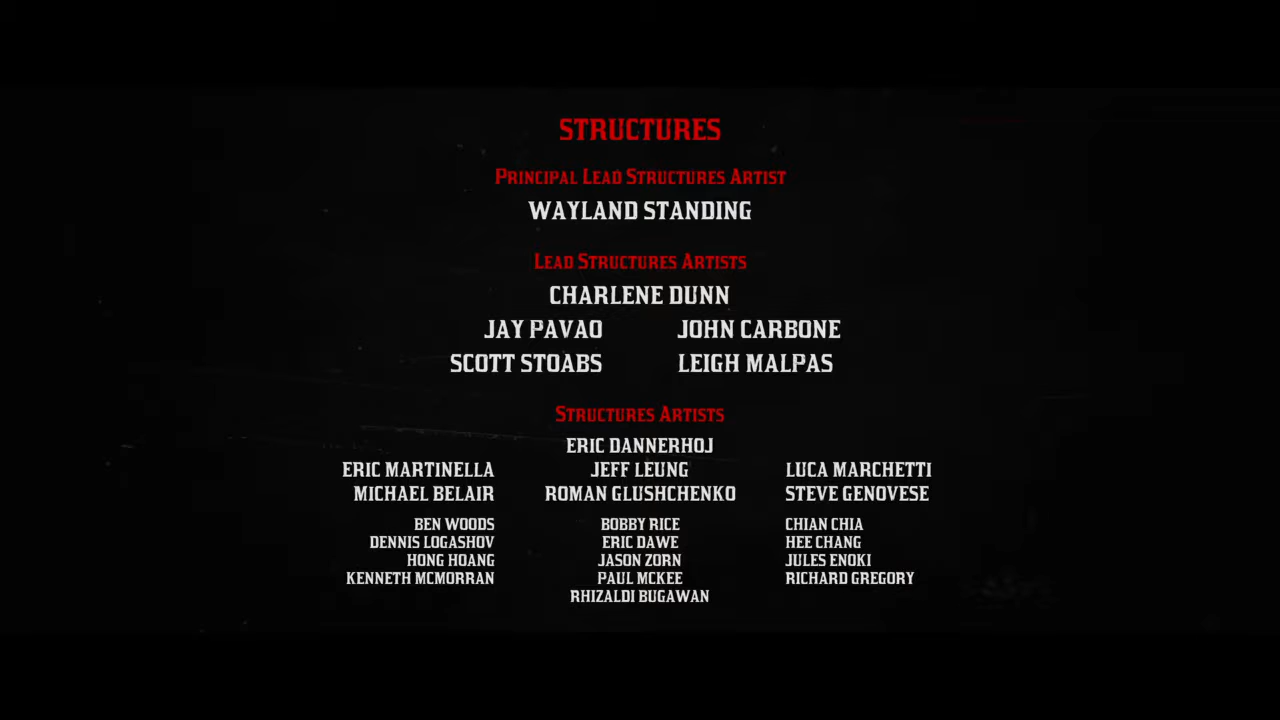 STRUCTURES
PRINCIPAL LEAD STRUCTURES ARTIST
WAYLAND STANDING
LEAD STRUCTURES ARTISTS
CHARLENE DUNN
JAY PAVAO JOHN CARBONE
SCOTT STOABS LEIGH MALPAS
STRUCTURES ARTISTS
ERIC DANNERHOJ
ERIC MARTINELLA JEFF LEUNG LUCA MARCHETTI
MICHAEL BELAIR ROMAN GLUSHCHENKO STEVE GENOVESE
BEN WOODS BOBBY RICE CHIAN CHIA
DENNIS LOGASHOV ERIC DAWE HEE CHANG
HONG HOANG JASON ZORN JULES ENOKI
KENNETH MCMORRAN PAUL MCKEE RICHARD GREGORY
RHIZALDI BUGAWAN